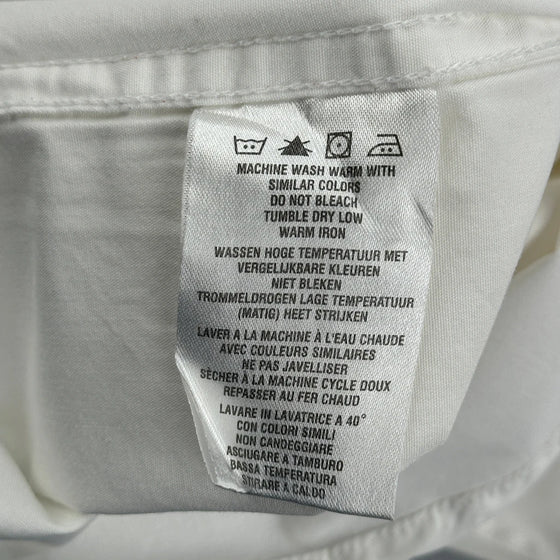 MACHINE WASH WARM WITH
SIMILAR COLORS
DO NOT BLEACH
TUMBLE DRY LOW
WARM IRON
WASSEN HOGE TEMPERATUUR MET
VERGELIJKBARE KLEUREN
NIET BLEKEN
TROMMELDROGEN LAGE TEMPERATUUR
(MATIG) HEET STRIJKEN
LAVER A LA MACHINE À L'EAU CHAUDE
AVEC COULEURS SIMILAIRES
NE PAS JAVELLISER
SÈCHER À LA MACHINE CYCLE DOUX
REPASSER AU FER CHAUD
LAVARE IN LAVATRICE A 40°
CON COLORI SIMILI
NON CANDEGGIARE
ASCIUGARE A TAMBURO
BASSA TEMPERATURA
STIRARE A CALDO